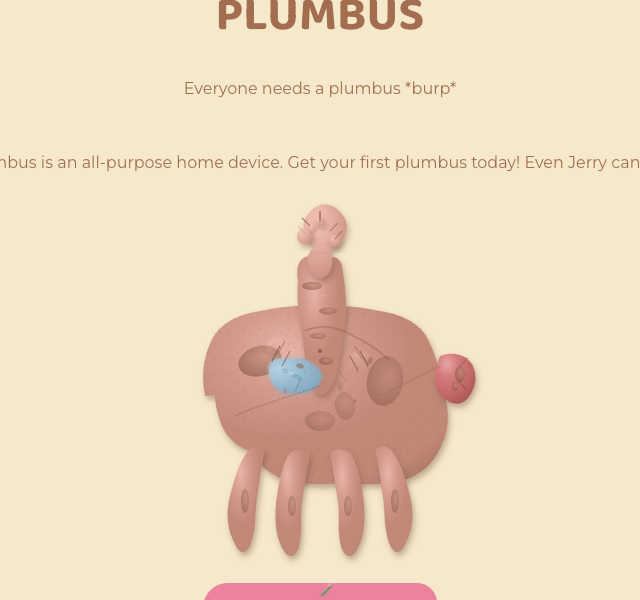 PLUMBUS
Everyone needs a plumbus *burp*
is an all-purpose home device. Get your first plumbus today! Even Jerry can